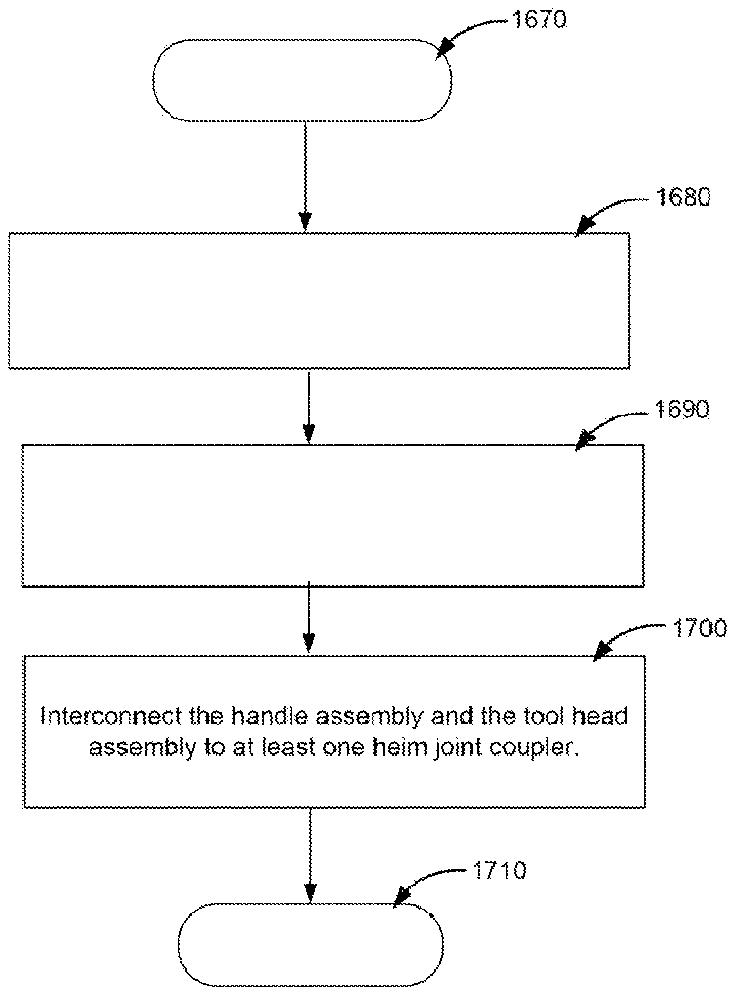 1670
1680
1690
1700
Interconnect the handle assembly and the tool head
assembly to at least one heim joint coupler.
1710